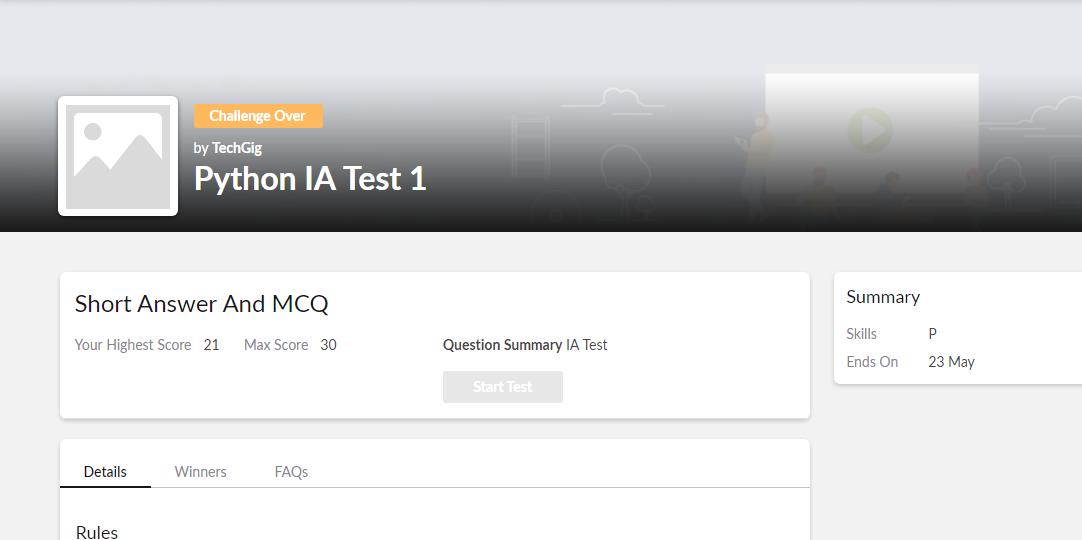 Challenge Over
by TechGig
Python IA Test 1
Short Answer And MCQ
Your Highest Score 21 Max Score 30
Question Summary IA Test
Start Test
Summary
Skills P
Ends On 23 May
Details Winners FAQs
Rules